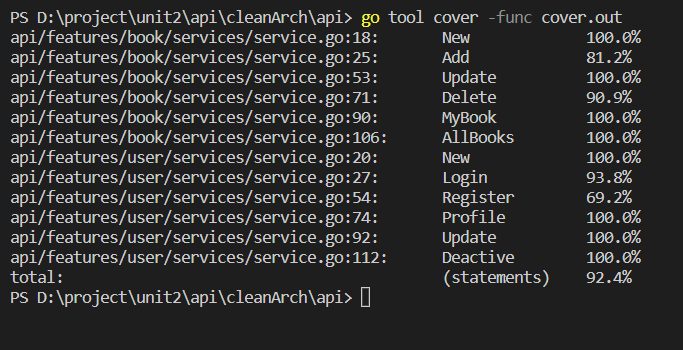 PS D:\project\unit2\api\cleanArch\api> go tool cover -func cover.out
api/features/book/services/service.go:18: New 100.0%
api/features/book/services/service.go:25: Add 81.2%
api/features/book/services/service.go:53: Update 100.0%
api/features/book/services/service.go:71: Delete 90.9%
api/features/book/services/service.go:90: MyBook 100.0%
api/features/book/services/service.go:106: AllBooks 100.0%
api/features/user/services/service.go:20: New 100.0%
api/features/user/services/service.go:27: Login 93.8%
api/features/user/services/service.go:54: Register 69.2%
api/features/user/services/service.go:74: Profile 100.0%
api/features/user/services/service.go:92: Update 100.0%
api/features/user/services/service.go:112: Deactive 100.0%
total: (statements) 92.4%
PS D:\project\unit2\api\cleanArch\api>